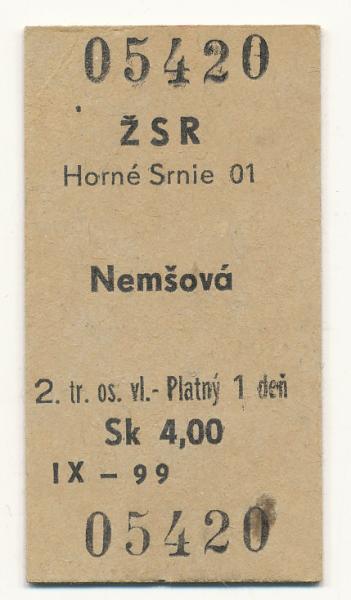 05420
ŽSR
Horné Srnie 01
Nemšová
2. tr. os. vl.- Platný 1 deň
Sk 4,00
IX - 99
05420